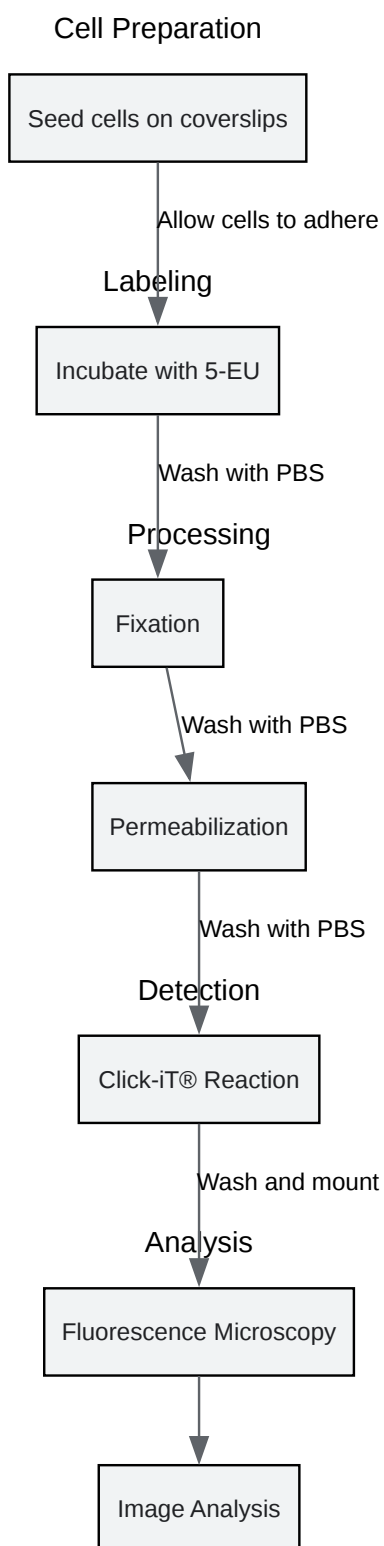 Cell Preparation
Seed cells on coverslips
Allow cells to adhere
Labeling
Incubate with 5-EU
Wash with PBS
Processing
Fixation
Wash with PBS
Permeabilization
Wash with PBS
Detection
Click-iT® Reaction
Wash and mount
Analysis
Fluorescence Microscopy
Image Analysis